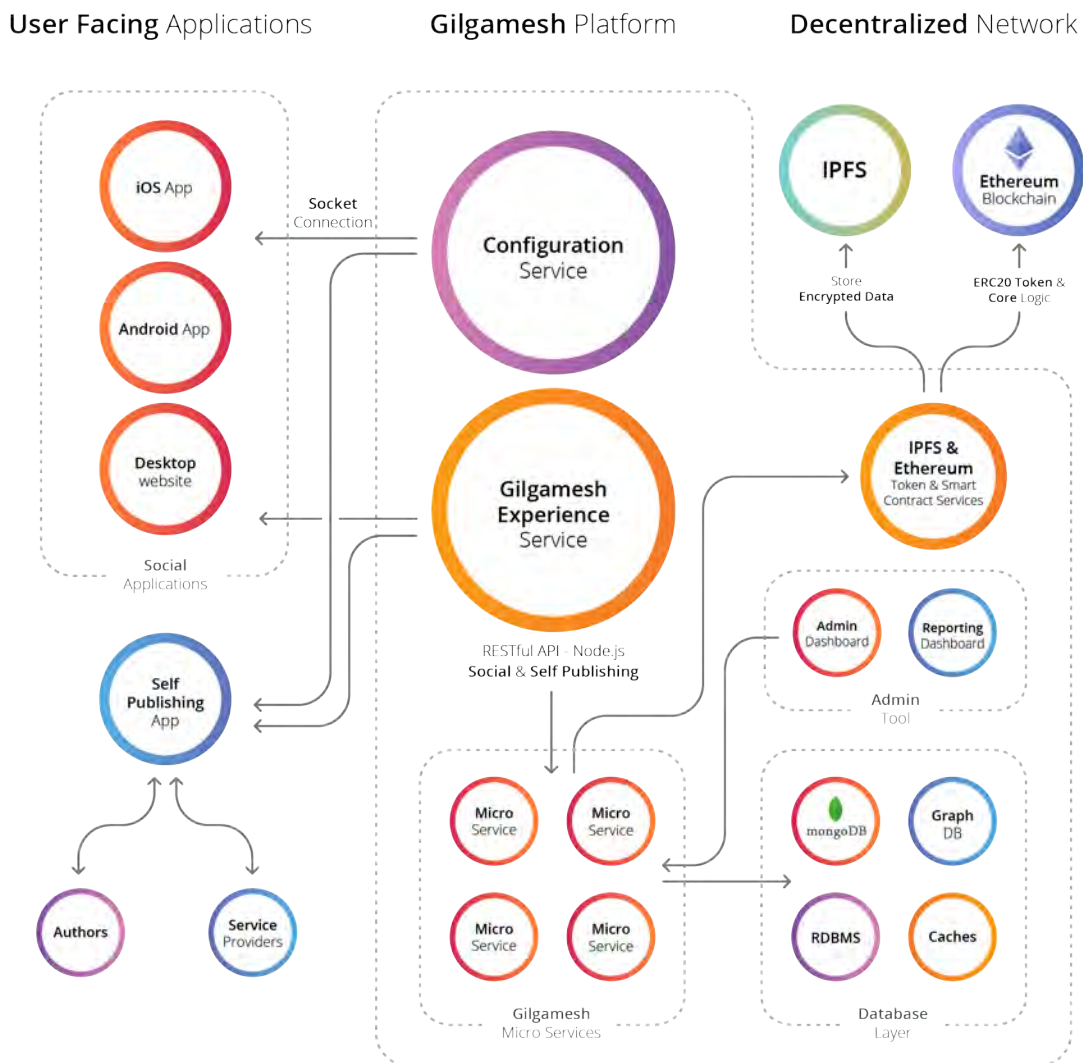 User Facing Applications
Gilgamesh Platform
Decentralized Network
iOS App
Android App
Desktop
website
Social
Applications
Socket
Connection
Configuration
Service
Gilgamesh
Experience
Service
RESTful API - Node.js
Social & Self Publishing
IPFS
Ethereum
Blockchain
Store
Encrypted Data
ERC20 Token &
Core Logic
IPFS &
Ethereum
Token & Smart
Contract Services
Admin
Dashboard
Reporting
Dashboard
Admin
Tool
Self
Publishing
App
Authors
Service
Providers
Micro
Service
Micro
Service
Micro
Service
Micro
Service
Gilgamesh
Micro Services
mongoDB
Graph
DB
RDBMS
Caches
Database
Layer